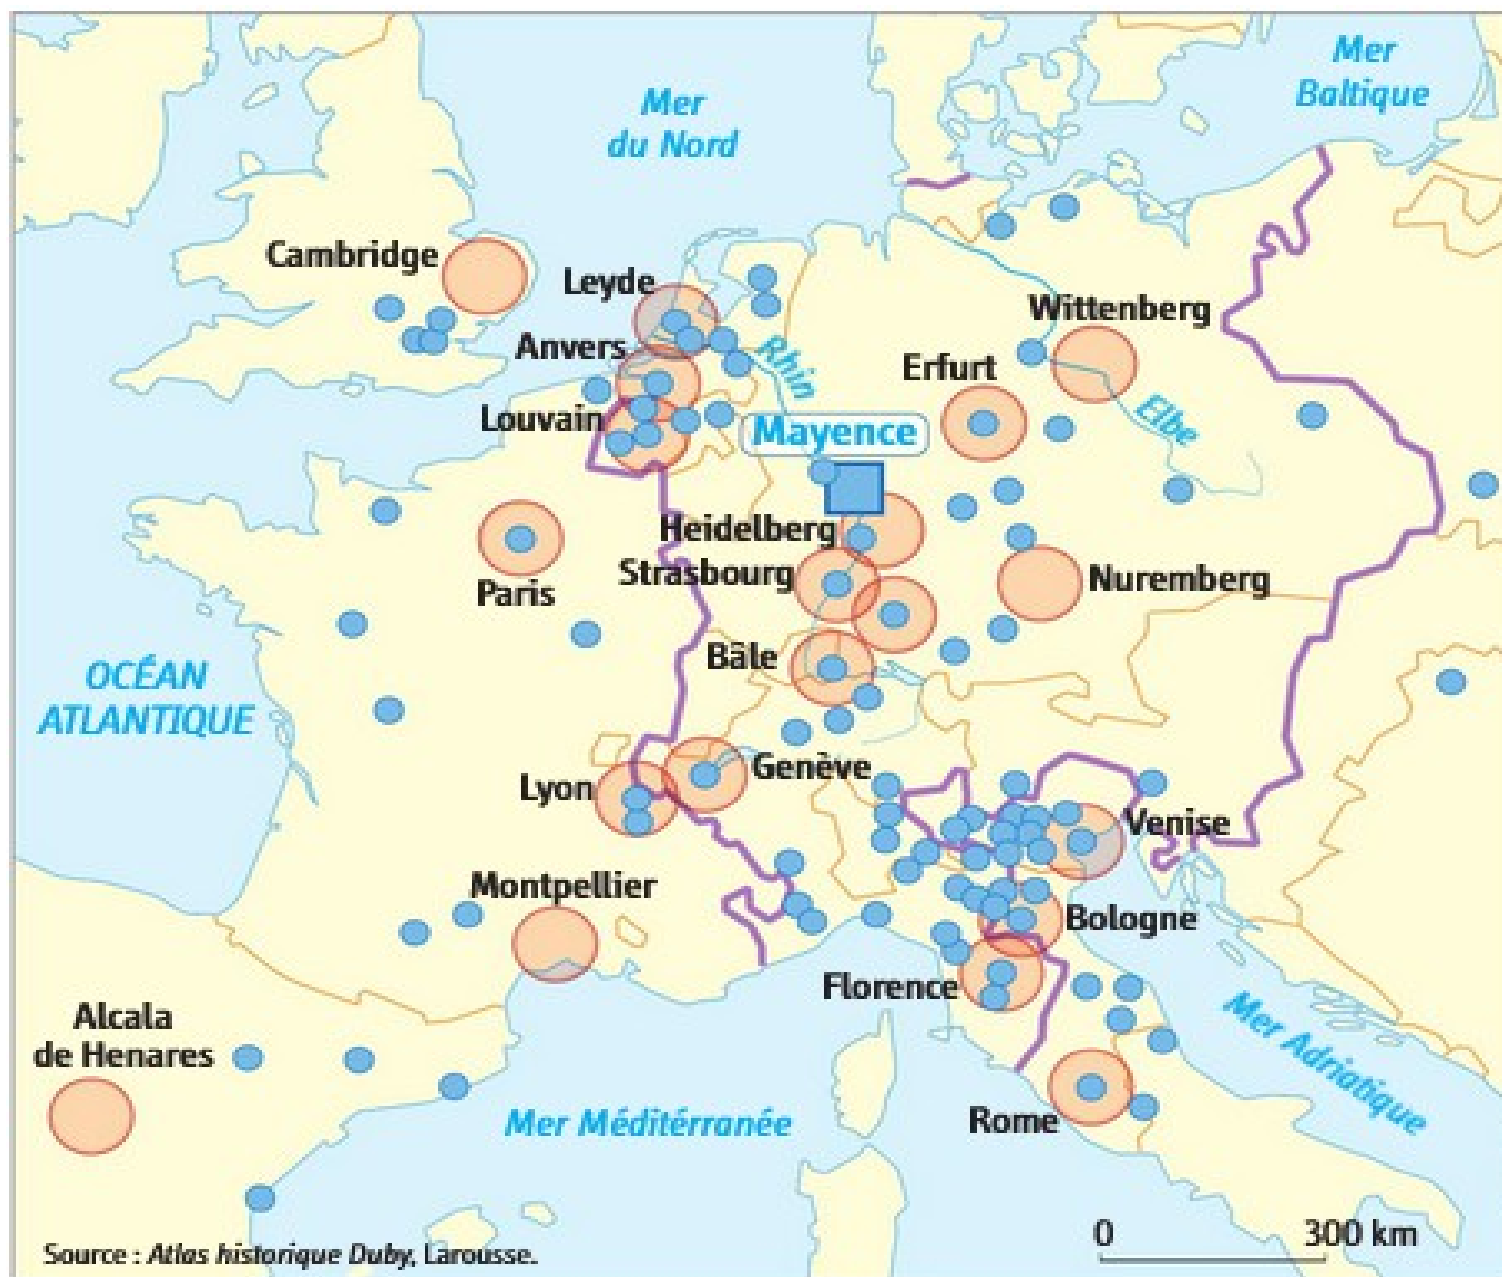 Mer
Baltique
Mer
du Nord
Cambridge
Leyde
Wittenberg
Anvers
Rhin
Erfurt
Elbe
Louvain
Mayence
Heidelberg
Strasbourg
Nuremberg
Paris
Bâle
OCÉAN
ATLANTIQUE
Genève
Lyon
Venise
Montpellier
Bologne
Florence
Alcala
de Henares
Mer Adriatique
Mer Méditérranée
Rome
0 300 km
Source : Atlas historique Duby, Larousse.